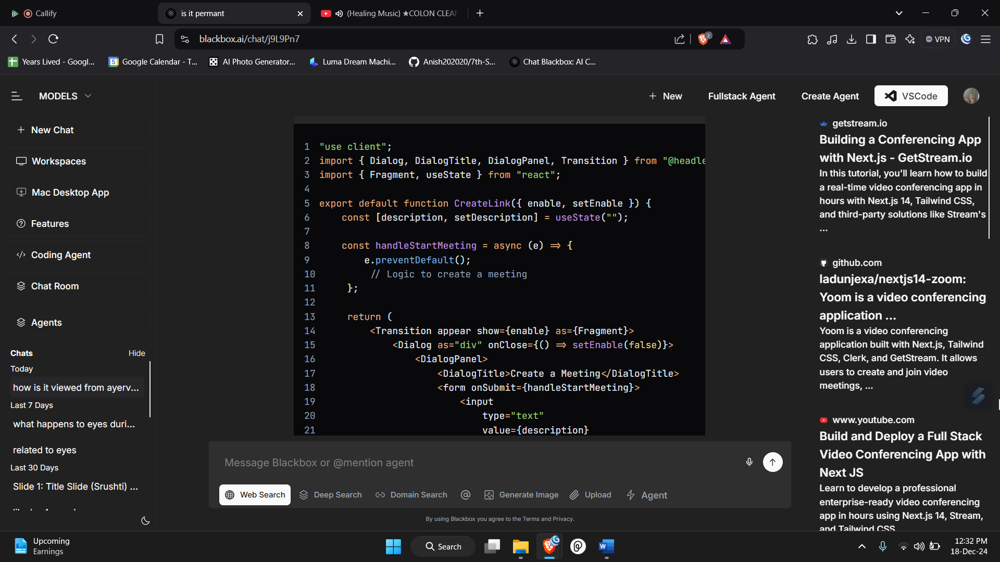 Callify
is it permant
(Healing Music) ★COLON CLEAN
blackbox.ai/chat/j9L9Pn7
2
VPN
Years Lived - Googl...
5
Google Calendar - T...
AI Photo Generator...
Luma Dream Machi...
Anish202020/7th-S...
Chat Blackbox: AI C...
MODELS
New
Fullstack Agent
Create Agent
VSCode
New Chat
Workspaces
Mac Desktop App
Features
Coding Agent
Chat Room
Agents
Chats
Hide
Today
how is it viewed from ayerv...
Last 7 Days
what happens to eyes duri...
related to eyes
Last 30 Days
Slide 1: Title Slide (Srushti) ...
1 "use client";
2 import { Dialog, DialogTitle, DialogPanel, Transition } from "@headle
3 import { Fragment, useState } from "react";
4
5 export default function CreateLink({ enable, setEnable }) {
6 const [description, setDescription] = useState("");
7
8 const handleStartMeeting = async (e) => {
9 e.preventDefault();
10 // Logic to create a meeting
11 };
12
13 return (
14 <Transition appear show={enable} as={Fragment}>
15 <Dialog as="div" onClose={() => setEnable(false)}>
16 <DialogPanel>
17 <DialogTitle>Create a Meeting</DialogTitle>
18 <form onSubmit={handleStartMeeting}>
19 <input
20 type="text"
21 value={description}
Message Blackbox or @mention agent
Web Search
Deep Search
Domain Search
@
Generate Image
Upload
Agent
By using Blackbox you agree to the Terms and Privacy.
getstream.io
Building a Conferencing App
with Next.js - GetStream.io
In this tutorial, you'll learn how to build
a real-time video conferencing app in
hours with Next.js 14, Tailwind CSS,
and third-party solutions like Stream's
...
github.com
ladunjexa/nextjs14-zoom:
Yoom is a video conferencing
application ...
Yoom is a video conferencing
application built with Next.js, Tailwind
CSS, Clerk, and GetStream. It allows
users to create and join video
meetings, ...
www.youtube.com
Build and Deploy a Full Stack
Video Conferencing App with
Next JS
Learn to develop a professional
enterprise-ready video conferencing
app in hours using Next.js 14, Stream,
and Tailwind CSS
Upcoming
Earnings
Search
W
12:32 PM
18-Dec-24